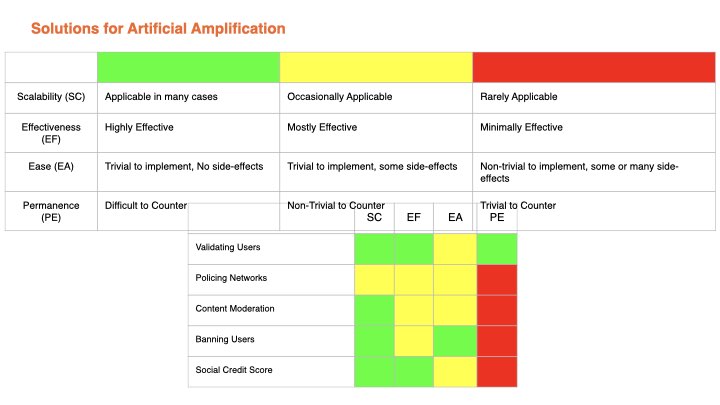 Solutions for Artificial Amplification
Scalability (SC)
Applicable in many cases
Occasionally Applicable
Rarely Applicable
Effectiveness
(EF)
Highly Effective
Mostly Effective
Minimally Effective
Ease (EA)
Trivial to implement, No side-effects
Trivial to implement, some side-effects
Non-trivial to implement, some or many side-
effects
Permanence
(PE)
Difficult to Counter
Non-Trivial to Counter
Trivial to Counter
SC EF EA PE
Validating Users
Policing Networks
Content Moderation
Banning Users
Social Credit Score